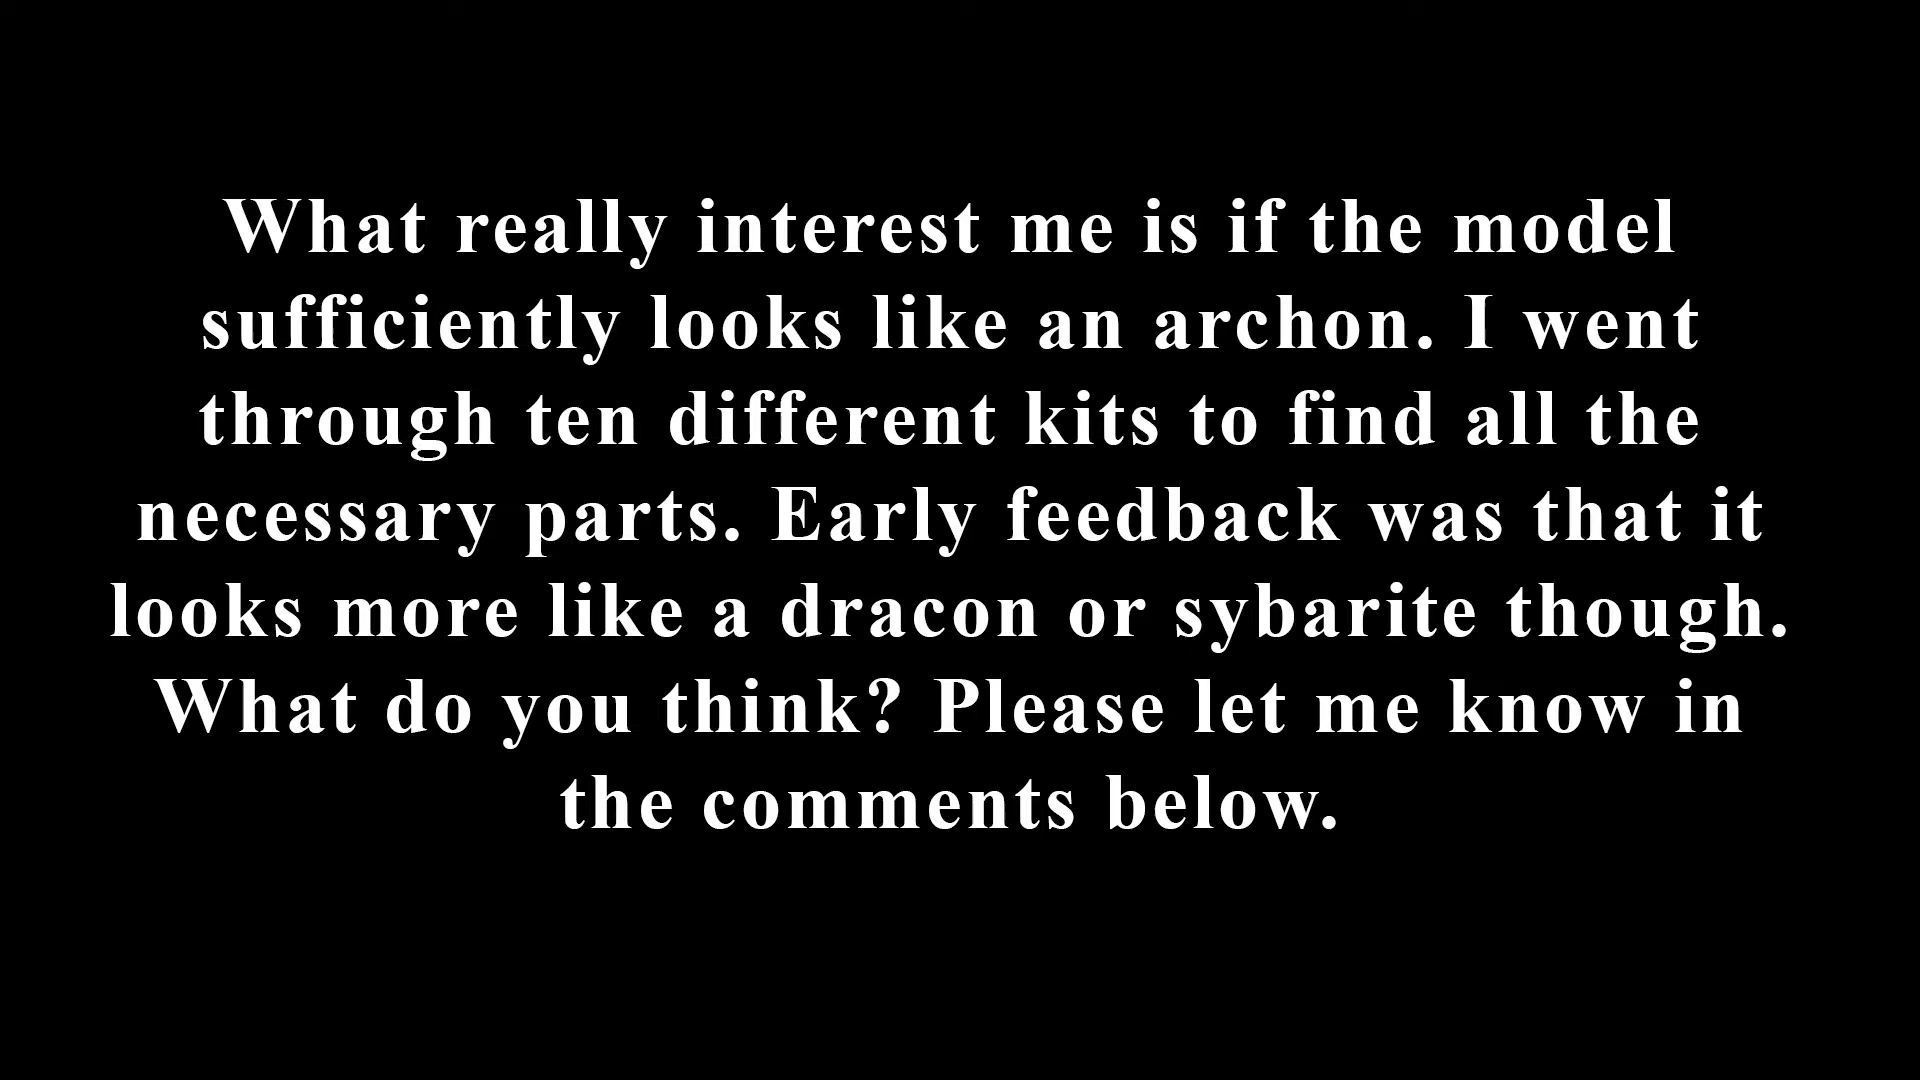 What really interest me is if the model
sufficiently looks like an archon. I went
through ten different kits to find all the
necessary parts. Early feedback was that it
looks more like a dracon or sybarite though.
What do you think? Please let me know in
the comments below.